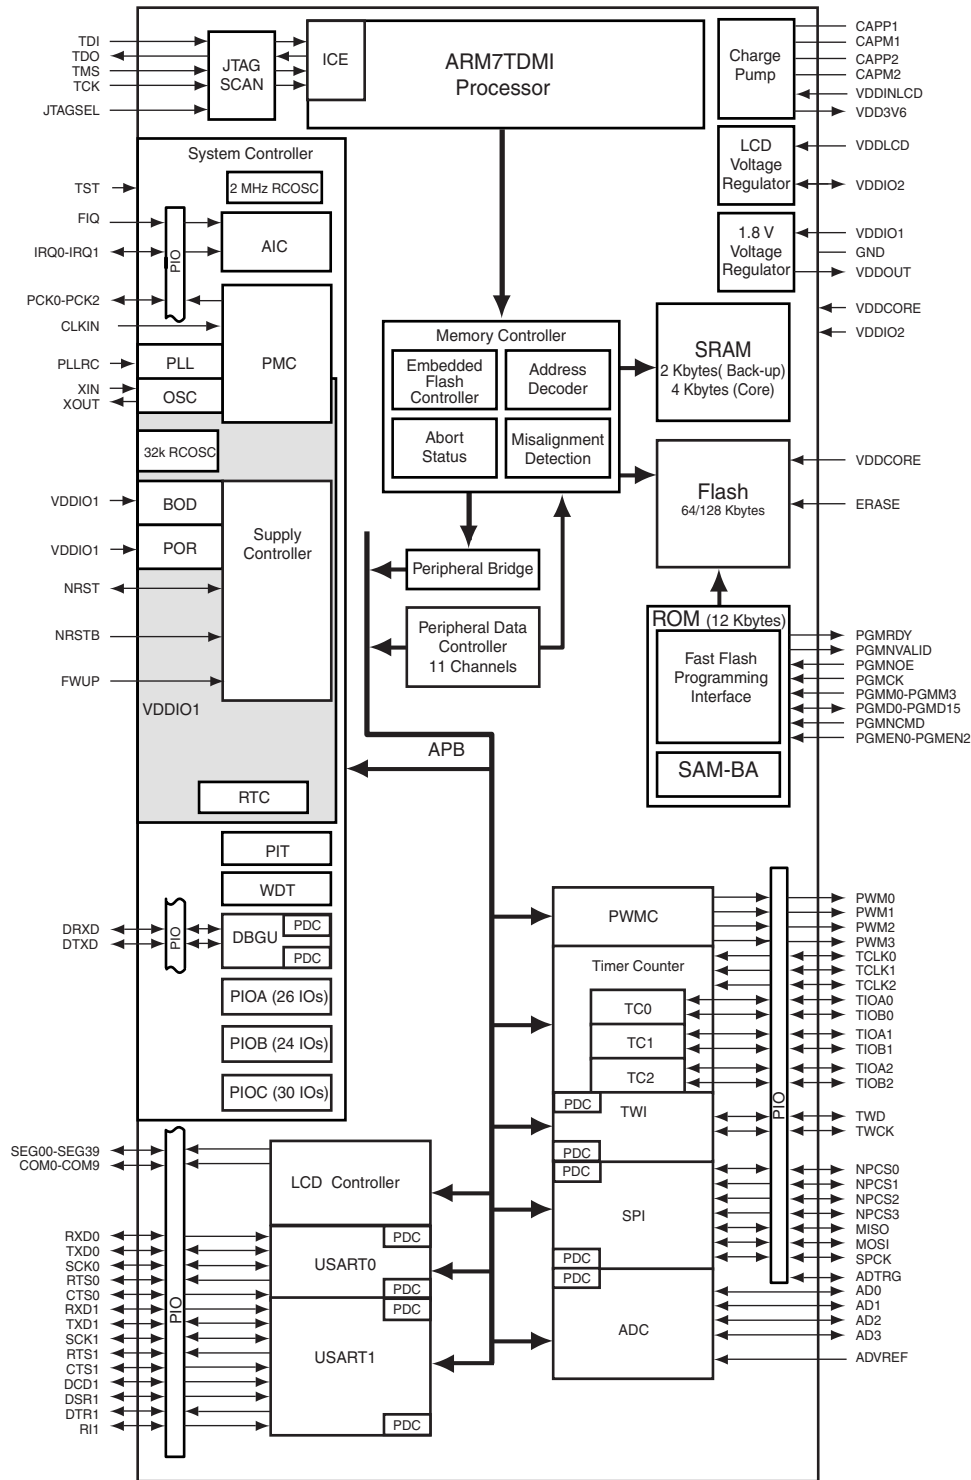 TDI
TDO
TMS
TCK
JTAGSEL
JTAG
SCAN
ICE
ARM7TDMI
Processor
Charge
Pump
CAPP1
CAPM1
CAPP2
CAPM2
VDDINLCD
VDD3V6
LCD
Voltage
Regulator
VDDLCD
VDDIO2
1.8 V
Voltage
Regulator
VDDIO1
GND
VDDOUT
VDDCORE
VDDIO2
System Controller
TST
2 MHz RCOSC
FIQ
IRQ0-IRQ1
PIO
AIC
PCK0-PCK2
CLKIN
PMC
PLLRC
PLL
XIN
XOUT
OSC
32k RCOSC
VDDIO1
BOD
VDDIO1
POR
Supply
Controller
NRST
NRSTB
FWUP
VDDIO1
RTC
PIT
WDT
DRXD
DTXD
PIO
DBGU
PDC
PDC
PIOA (26 IOs)
PIOB (24 IOs)
PIOC (30 IOs)
Memory Controller
Embedded
Flash
Controller
Address
Decoder
Abort
Status
Misalignment
Detection
SRAM
2 Kbytes( Back-up)
4 Kbytes (Core)
Flash
64/128 Kbytes
VDDCORE
ERASE
Peripheral Bridge
Peripheral Data
Controller
11 Channels
APB
ROM (12 Kbytes)
Fast Flash
Programming
Interface
SAM-BA
PGMRDY
PGMNVALID
PGMNOE
PGMCK
PGMM0-PGMM3
PGMD0-PGMD15
PGMNCMD
PGMEN0-PGMEN2
PWMC
Timer Counter
TC0
TC1
TC2
PDC
TWI
PDC
PDC
SPI
PDC
PDC
ADC
PIO
PWM0
PWM1
PWM2
PWM3
TCLK0
TCLK1
TCLK2
TIOA0
TIOB0
TIOA1
TIOB1
TIOA2
TIOB2
TWD
TWCK
NPCS0
NPCS1
NPCS2
NPCS3
MISO
MOSI
SPCK
ADTRG
AD0
AD1
AD2
AD3
ADVREF
SEG00-SEG39
COM0-COM9
LCD Controller
RXD0
TXD0
SCK0
RTS0
CTS0
RXD1
TXD1
SCK1
RTS1
CTS1
DCD1
DSR1
DTR1
RI1
PIO
PDC
USART0
PDC
PDC
USART1
PDC